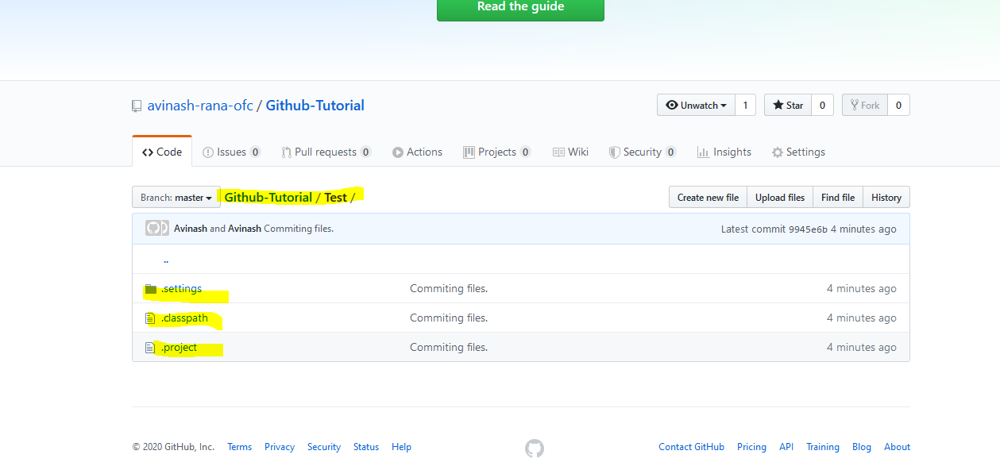 Read the guide
avinash-rana-ofc / Github-Tutorial
Unwatch 1 Star 0 Fork 0
Code Issues 0 Pull requests 0 Actions Projects 0 Wiki Security 0 Insights Settings
Branch: master Github-Tutorial / Test / Create new file Upload files Find file History
Avinash and Avinash Commiting files. Latest commit 9945e6b 4 minutes ago
..
.settings Commiting files. 4 minutes ago
.classpath Commiting files. 4 minutes ago
.project Commiting files. 4 minutes ago
© 2020 GitHub, Inc. Terms Privacy Security Status Help Contact GitHub Pricing API Training Blog About